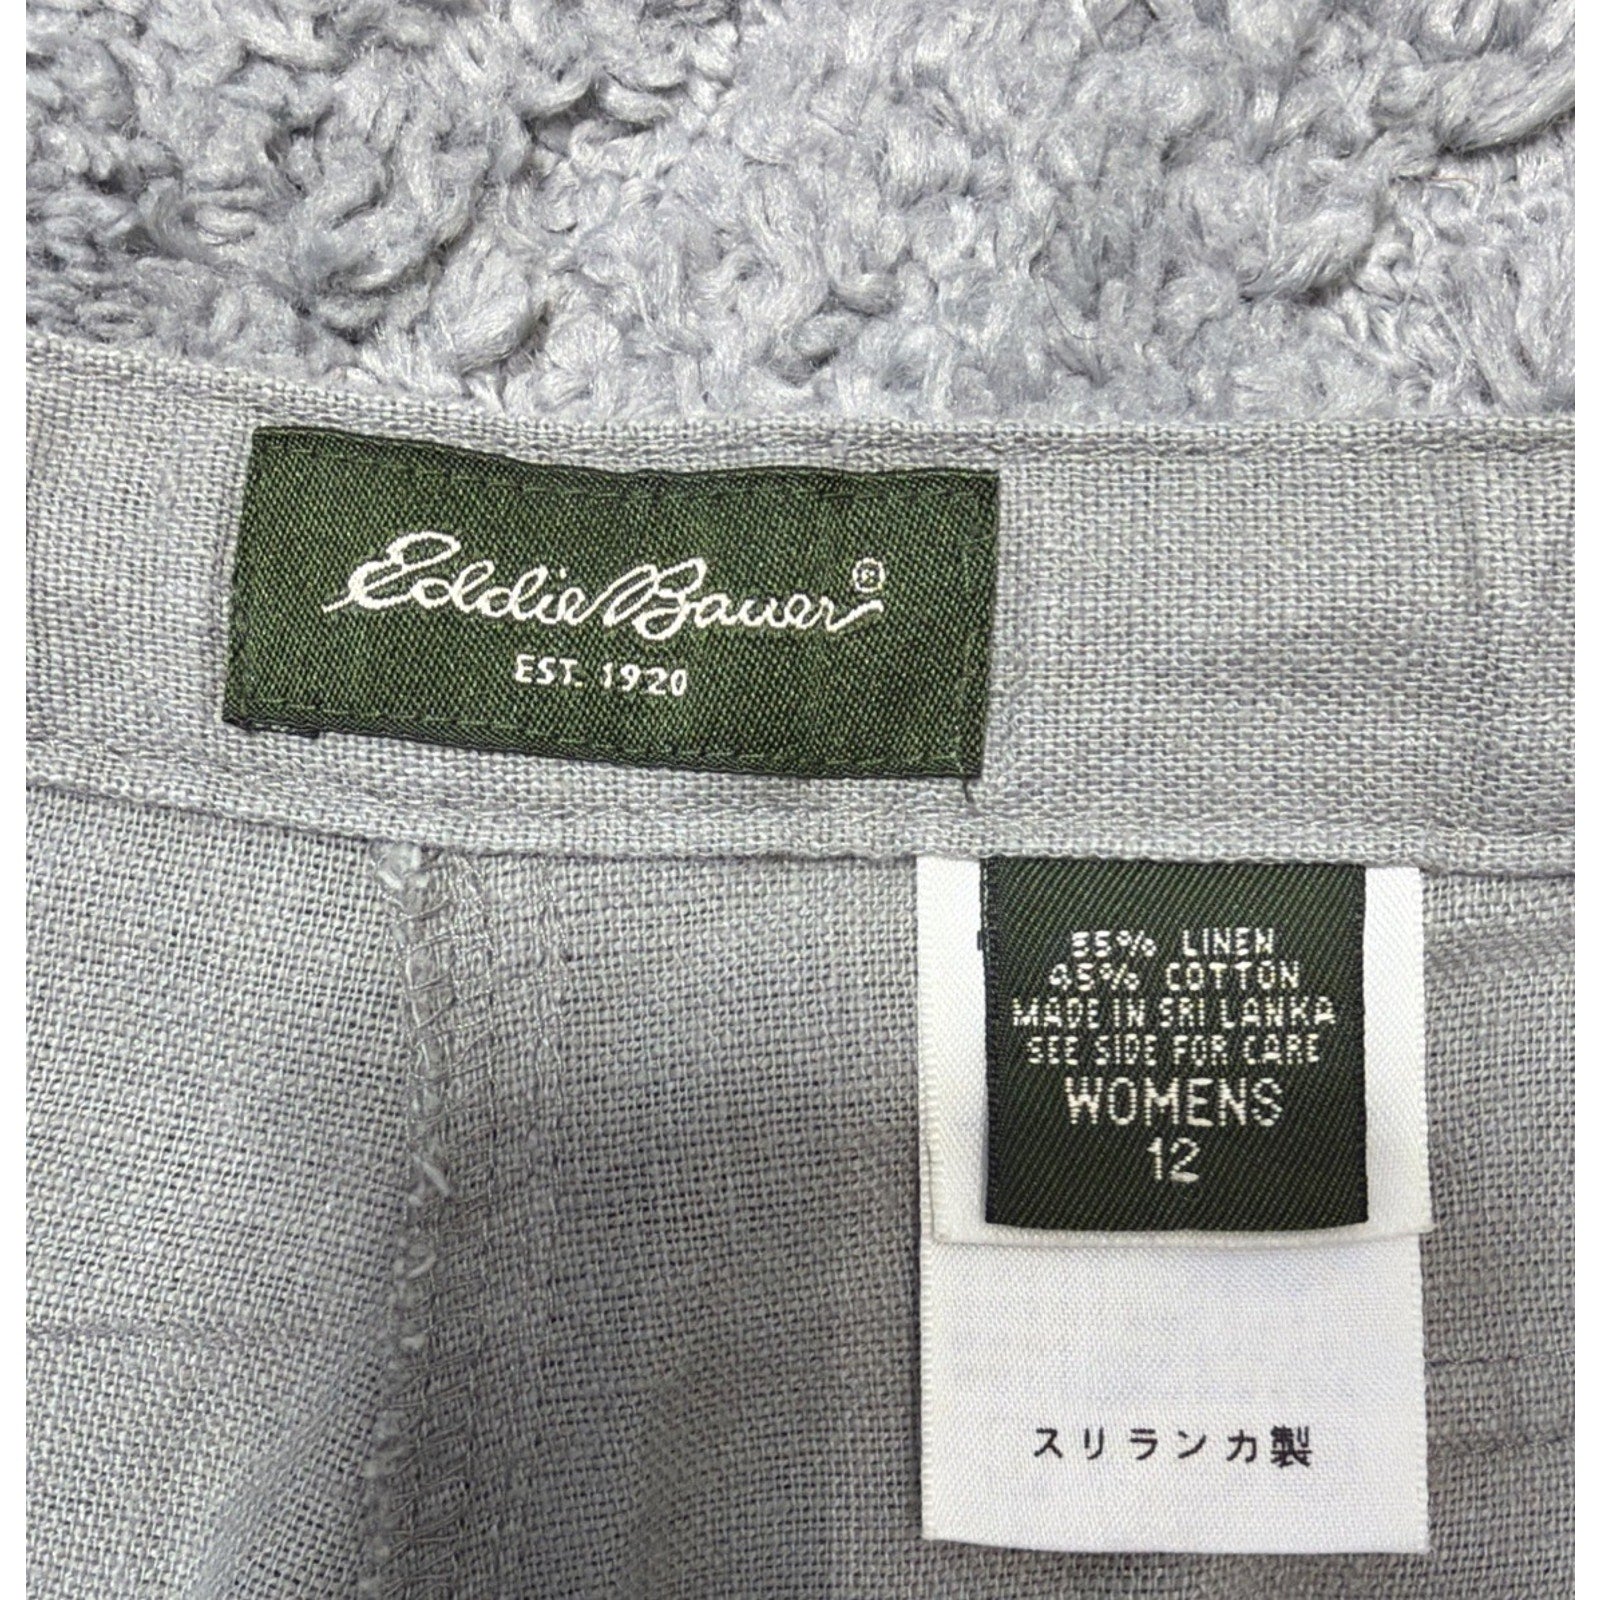 Eddie Bauer®
EST. 1920
55% LINEN
45% COTTON
MADE IN SRI LANKA
SEE SIDE FOR CARE
WOMENS
12
スリランカ製